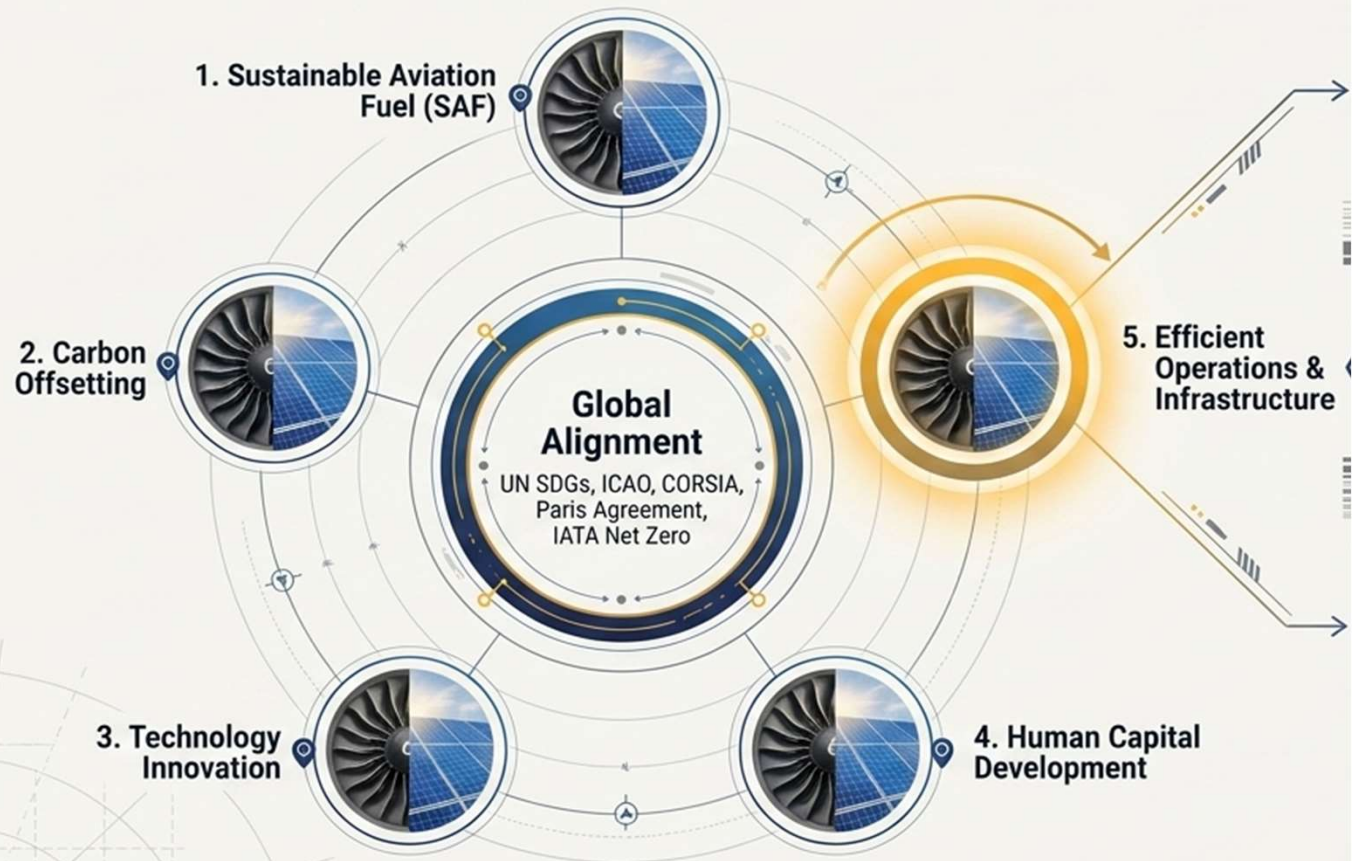 1. Sustainable Aviation
Fuel (SAF)
2. Carbon
Offsetting
Global
Alignment
UN SDGs, ICAO, CORSIA,
Paris Agreement,
IATA Net Zero
5. Efficient
Operations &
Infrastructure
3. Technology
Innovation
4. Human Capital
Development